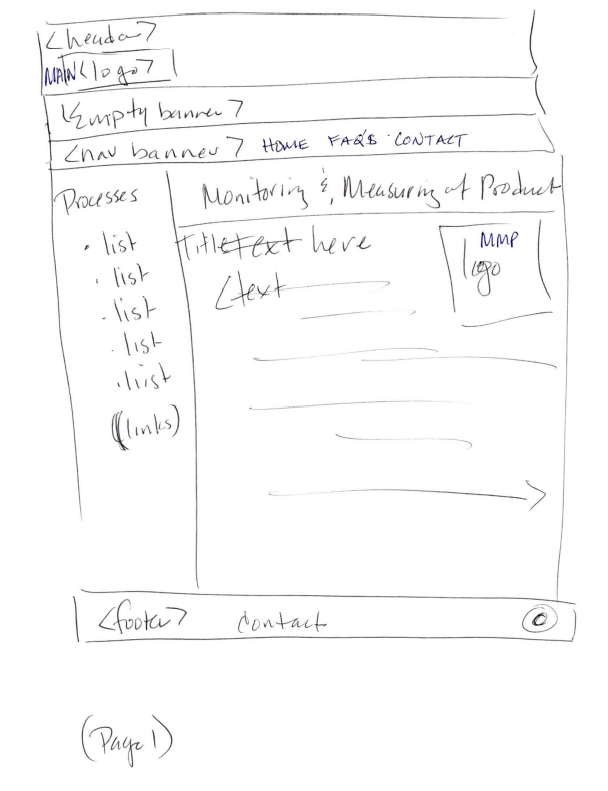 <header>
MAIN <logo>
<Empty banner>
<nav banner> HOME FAQ'S CONTACT
Processes
• list
• list
• list
• list
• list
(links)
Monitoring & Measuring of Product
Title text here
MMP
logo
<text
<footer> Contact
(Page 1)